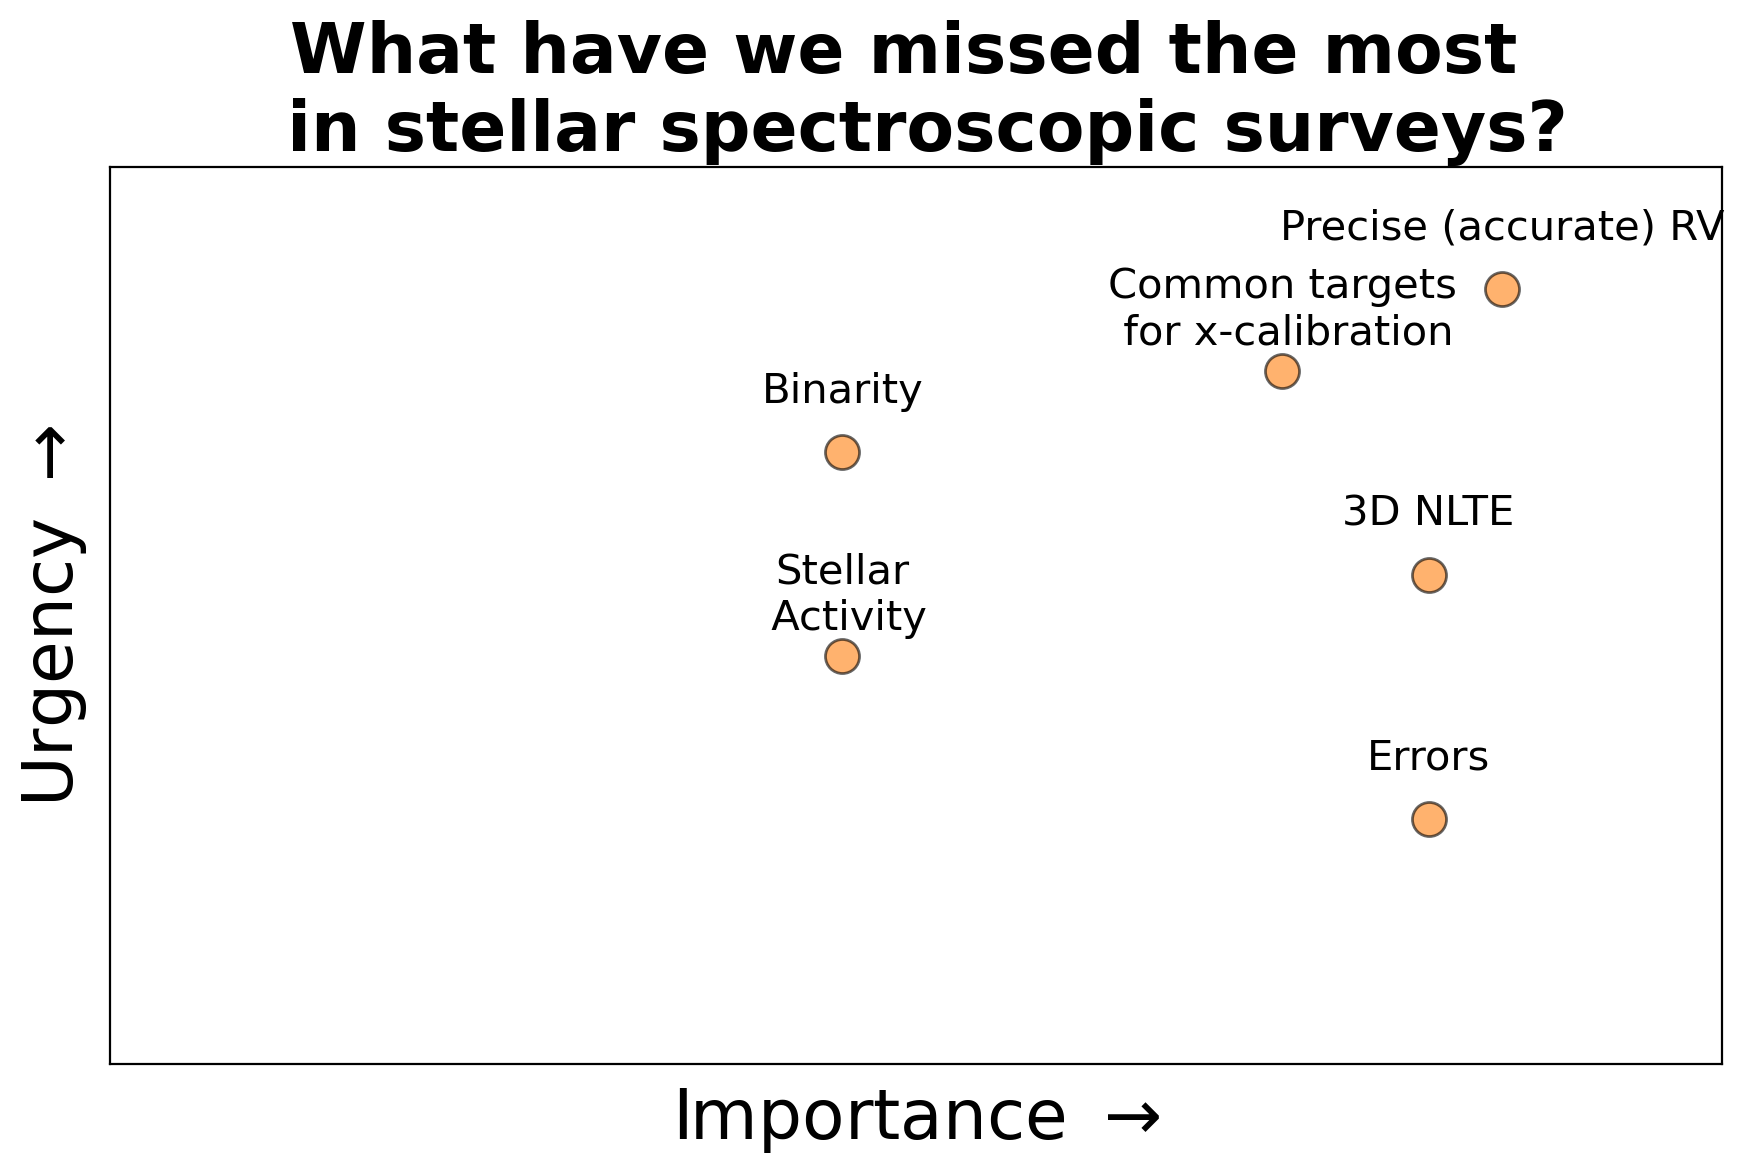 What have we missed the most
in stellar spectroscopic surveys?
Precise (accurate) RV
Common targets
for x-calibration
Binarity
3D NLTE
Stellar
Activity
Errors
Urgency →
Importance →